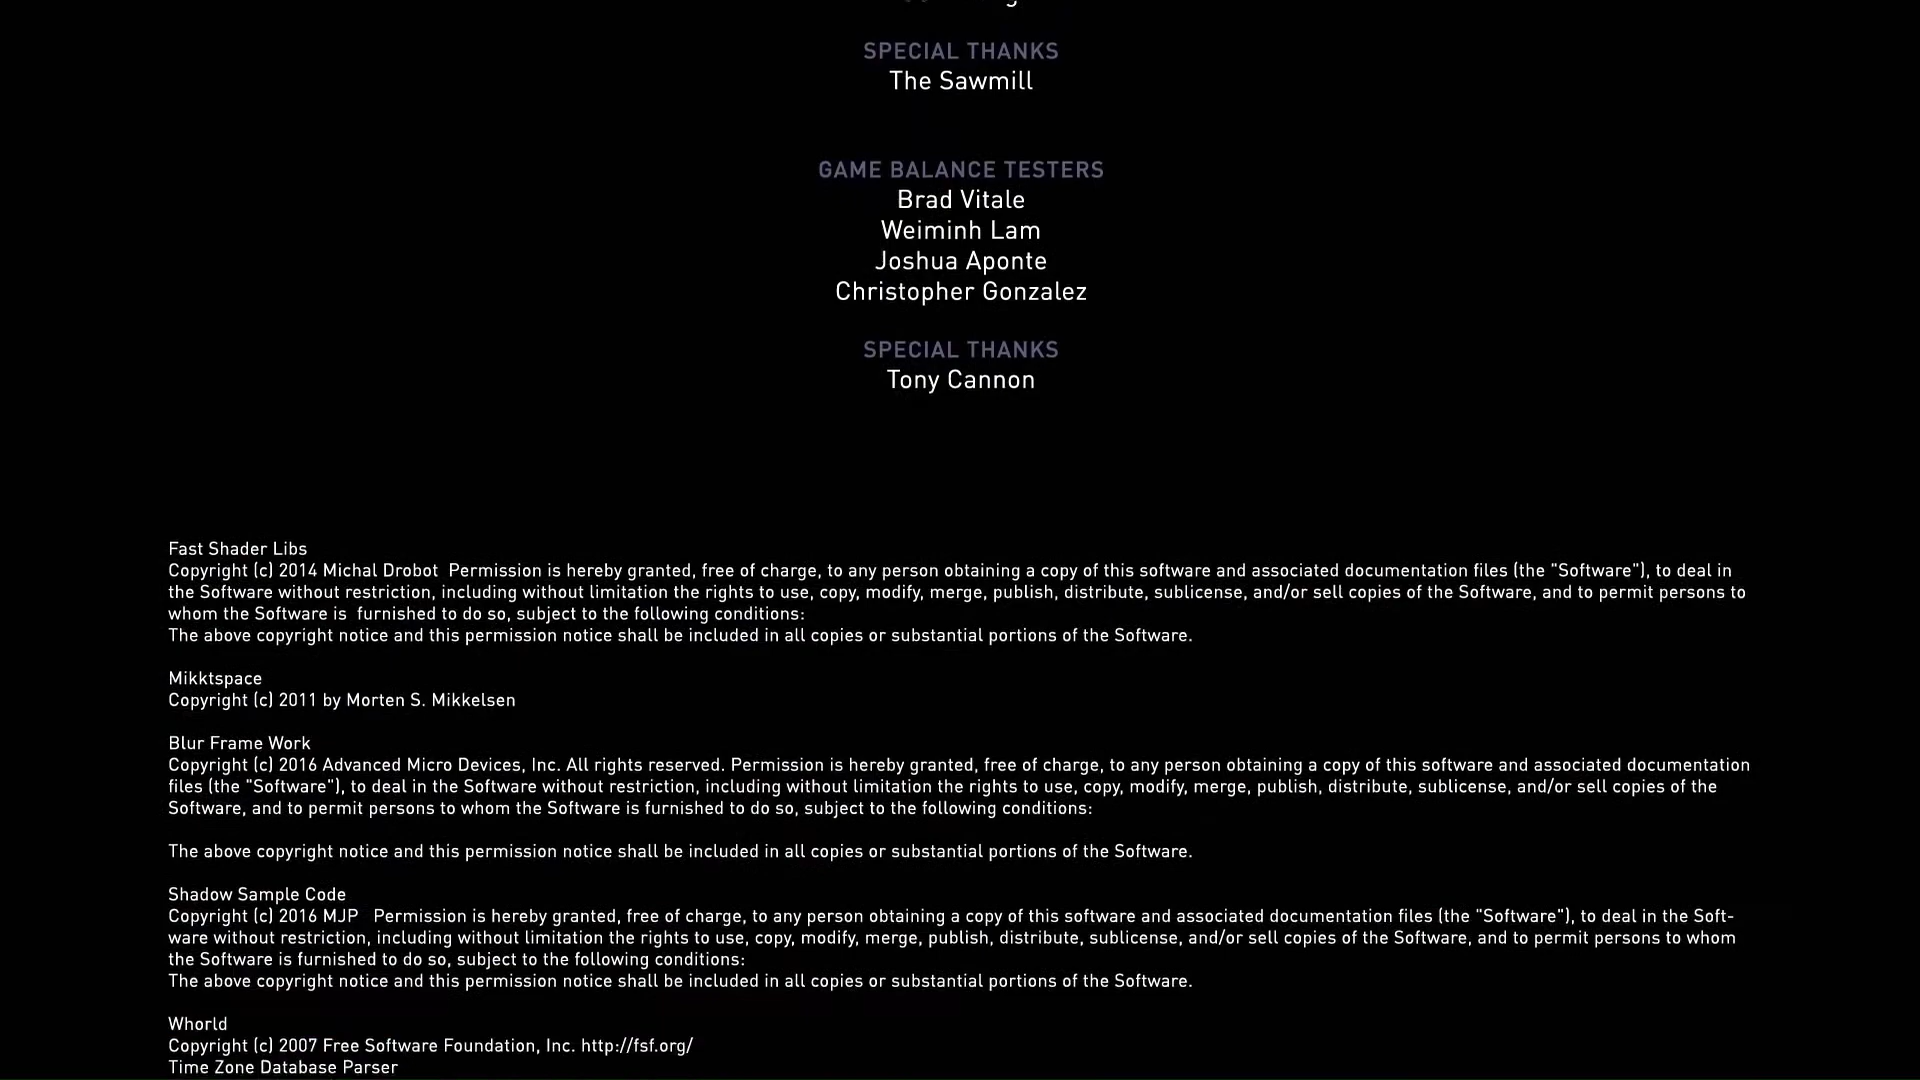 SPECIAL THANKS
The Sawmill
GAME BALANCE TESTERS
Brad Vitale
Weiminh Lam
Joshua Aponte
Christopher Gonzalez
SPECIAL THANKS
Tony Cannon
Fast Shader Libs
Copyright (c) 2014 Michal Drobot  Permission is hereby granted, free of charge, to any person obtaining a copy of this software and associated documentation files (the "Software"), to deal in
the Software without restriction, including without limitation the rights to use, copy, modify, merge, publish, distribute, sublicense, and/or sell copies of the Software, and to permit persons to
whom the Software is  furnished to do so, subject to the following conditions:
The above copyright notice and this permission notice shall be included in all copies or substantial portions of the Software.
Mikktspace
Copyright (c) 2011 by Morten S. Mikkelsen
Blur Frame Work
Copyright (c) 2016 Advanced Micro Devices, Inc. All rights reserved. Permission is hereby granted, free of charge, to any person obtaining a copy of this software and associated documentation
files (the "Software"), to deal in the Software without restriction, including without limitation the rights to use, copy, modify, merge, publish, distribute, sublicense, and/or sell copies of the
Software, and to permit persons to whom the Software is furnished to do so, subject to the following conditions:
The above copyright notice and this permission notice shall be included in all copies or substantial portions of the Software.
Shadow Sample Code
Copyright (c) 2016 MJP   Permission is hereby granted, free of charge, to any person obtaining a copy of this software and associated documentation files (the "Software"), to deal in the Soft-
ware without restriction, including without limitation the rights to use, copy, modify, merge, publish, distribute, sublicense, and/or sell copies of the Software, and to permit persons to whom
the Software is furnished to do so, subject to the following conditions:
The above copyright notice and this permission notice shall be included in all copies or substantial portions of the Software.
Whorld
Copyright (c) 2007 Free Software Foundation, Inc. http://fsf.org/
Time Zone Database Parser